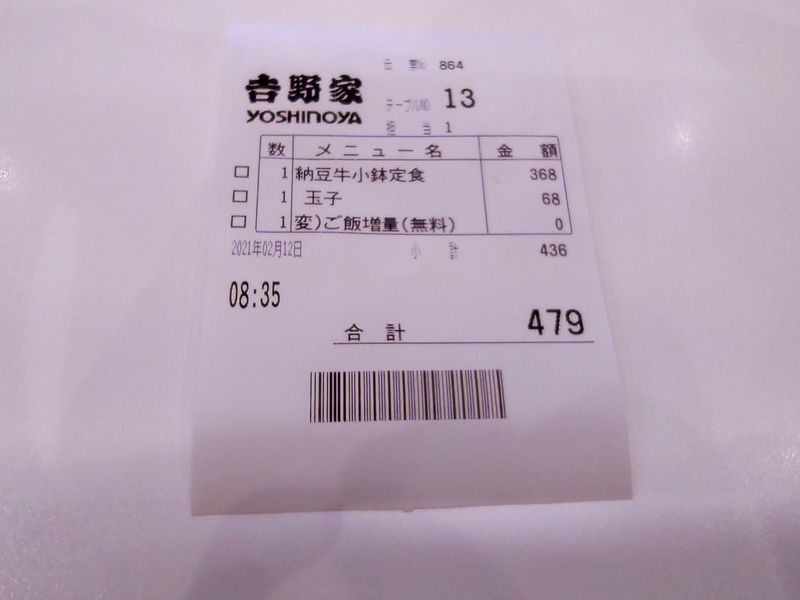 伝票No 864
吉野家
YOSHINOYA
テーブルNo 13
担当 1
数 メニュー名 金額
1 納豆牛小鉢定食 368
1 玉子 68
1 変)ご飯増量(無料) 0
2021年02月12日 小計 436
08:35
合計 479